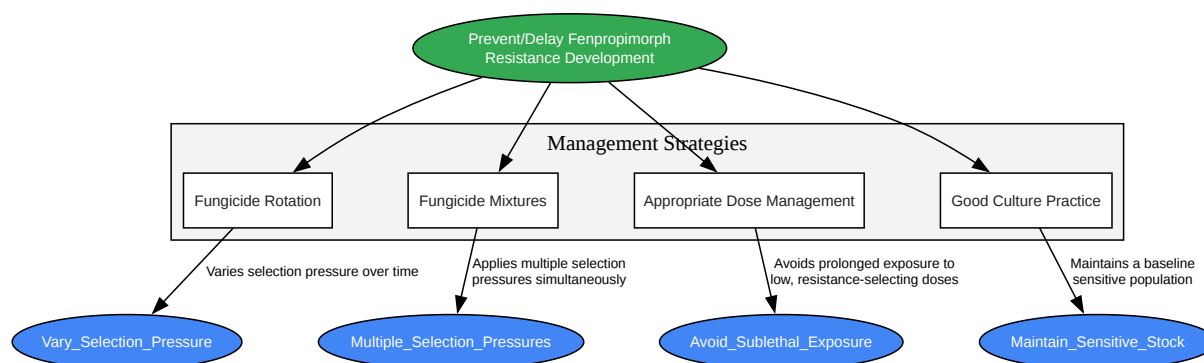 Prevent/Delay Fenpropimorph
Resistance Development
Management Strategies
Fungicide Rotation
Fungicide Mixtures
Appropriate Dose Management
Good Culture Practice
Varies selection pressure over time
Applies multiple selection
pressures simultaneously
Avoids prolonged exposure to
low, resistance-selecting doses
Maintains a baseline
sensitive population
Vary_Selection_Pressure
Multiple_Selection_Pressures
Avoid_Sublethal_Exposure
Maintain_Sensitive_Stock